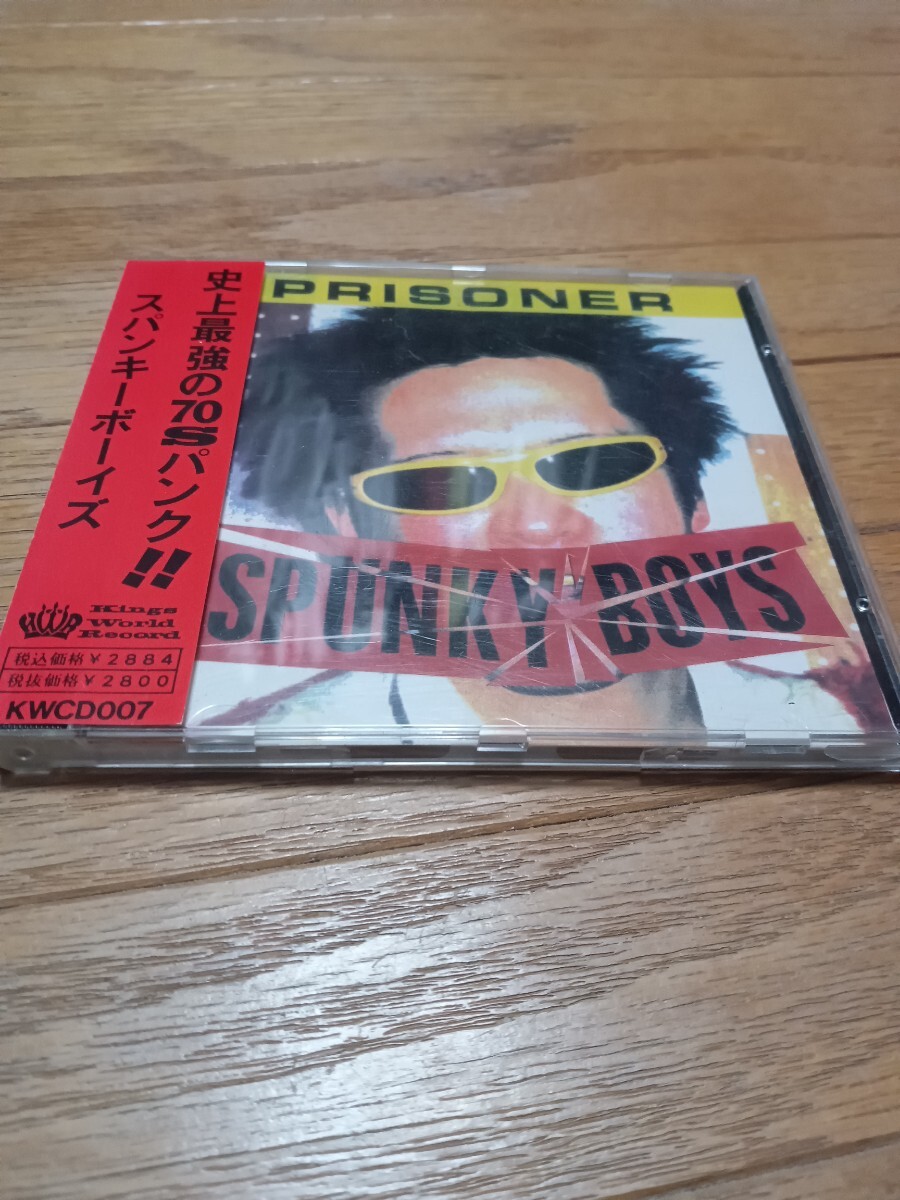 史上最強の70Sパンク!!
スパンキーボーイズ
KWR
Kings
World
Record
税込価格¥2884
税抜価格¥2800
KWCD007
PRISONER
SPUNKY BOYS